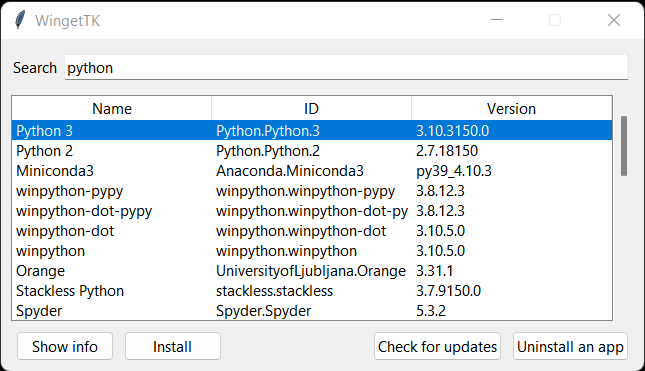 WingetTK
Search python
Name ID Version
Python 3 Python.Python.3 3.10.3150.0
Python 2 Python.Python.2 2.7.18150
Miniconda3 Anaconda.Miniconda3 py39_4.10.3
winpython-pypy winpython.winpython-pypy 3.8.12.3
winpython-dot-pypy winpython.winpython-dot-py 3.8.12.3
winpython-dot winpython.winpython-dot 3.10.5.0
winpython winpython.winpython 3.10.5.0
Orange UniversityofLjubljana.Orange 3.31.1
Stackless Python stackless.stackless 3.7.9150.0
Spyder Spyder.Spyder 5.3.2
Show info Install Check for updates Uninstall an app